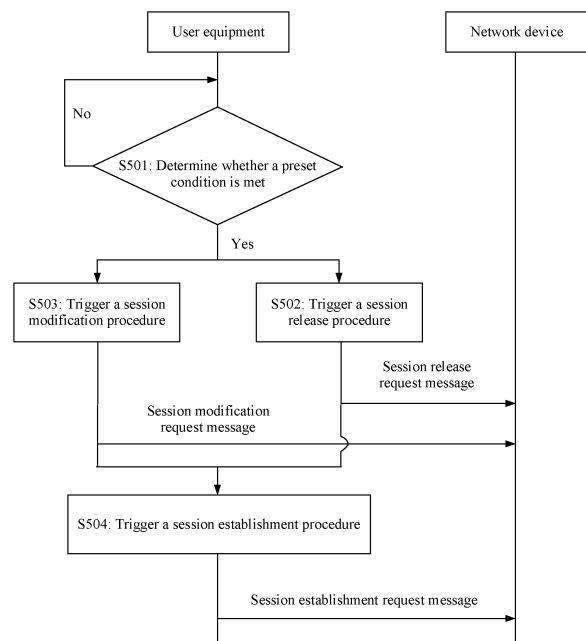 User equipment
Network device
No
S501: Determine whether a preset
condition is met
Yes
S503: Trigger a session
modification procedure
S502: Trigger a session
release procedure
Session release
request message
Session modification
request message
S504: Trigger a session establishment procedure
Session establishment request message